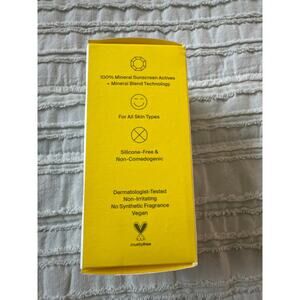 100% Mineral Sunscreen Actives
+ Mineral Blend Technology
For All Skin Types
Silicone-Free &
Non-Comedogenic
Dermatologist-Tested
Non-Irritating
No Synthetic Fragrance
Vegan
crueltyfree